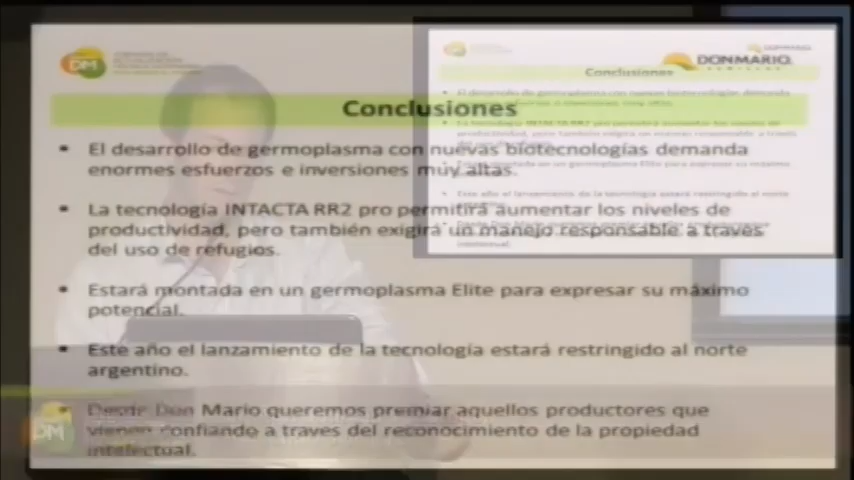 DM
DONMARIO.
Conclusiones
Conclusiones
• El desarrollo de germoplasma con nuevas biotecnologías demanda
enormes esfuerzos e inversiones muy altas.
• La tecnología INTACTA RR2 pro permitirá aumentar los niveles de
productividad, pero también exigirá un manejo responsable a través
del uso de refugios.
• Estará montada en un germoplasma Elite para expresar su máximo
potencial.
• Este año el lanzamiento de la tecnología estará restringido al norte
argentino.
• Desde Don Mario queremos premiar aquellos productores que
vienen confiando a traves del reconocimiento de la propiedad
intelectual.
DM